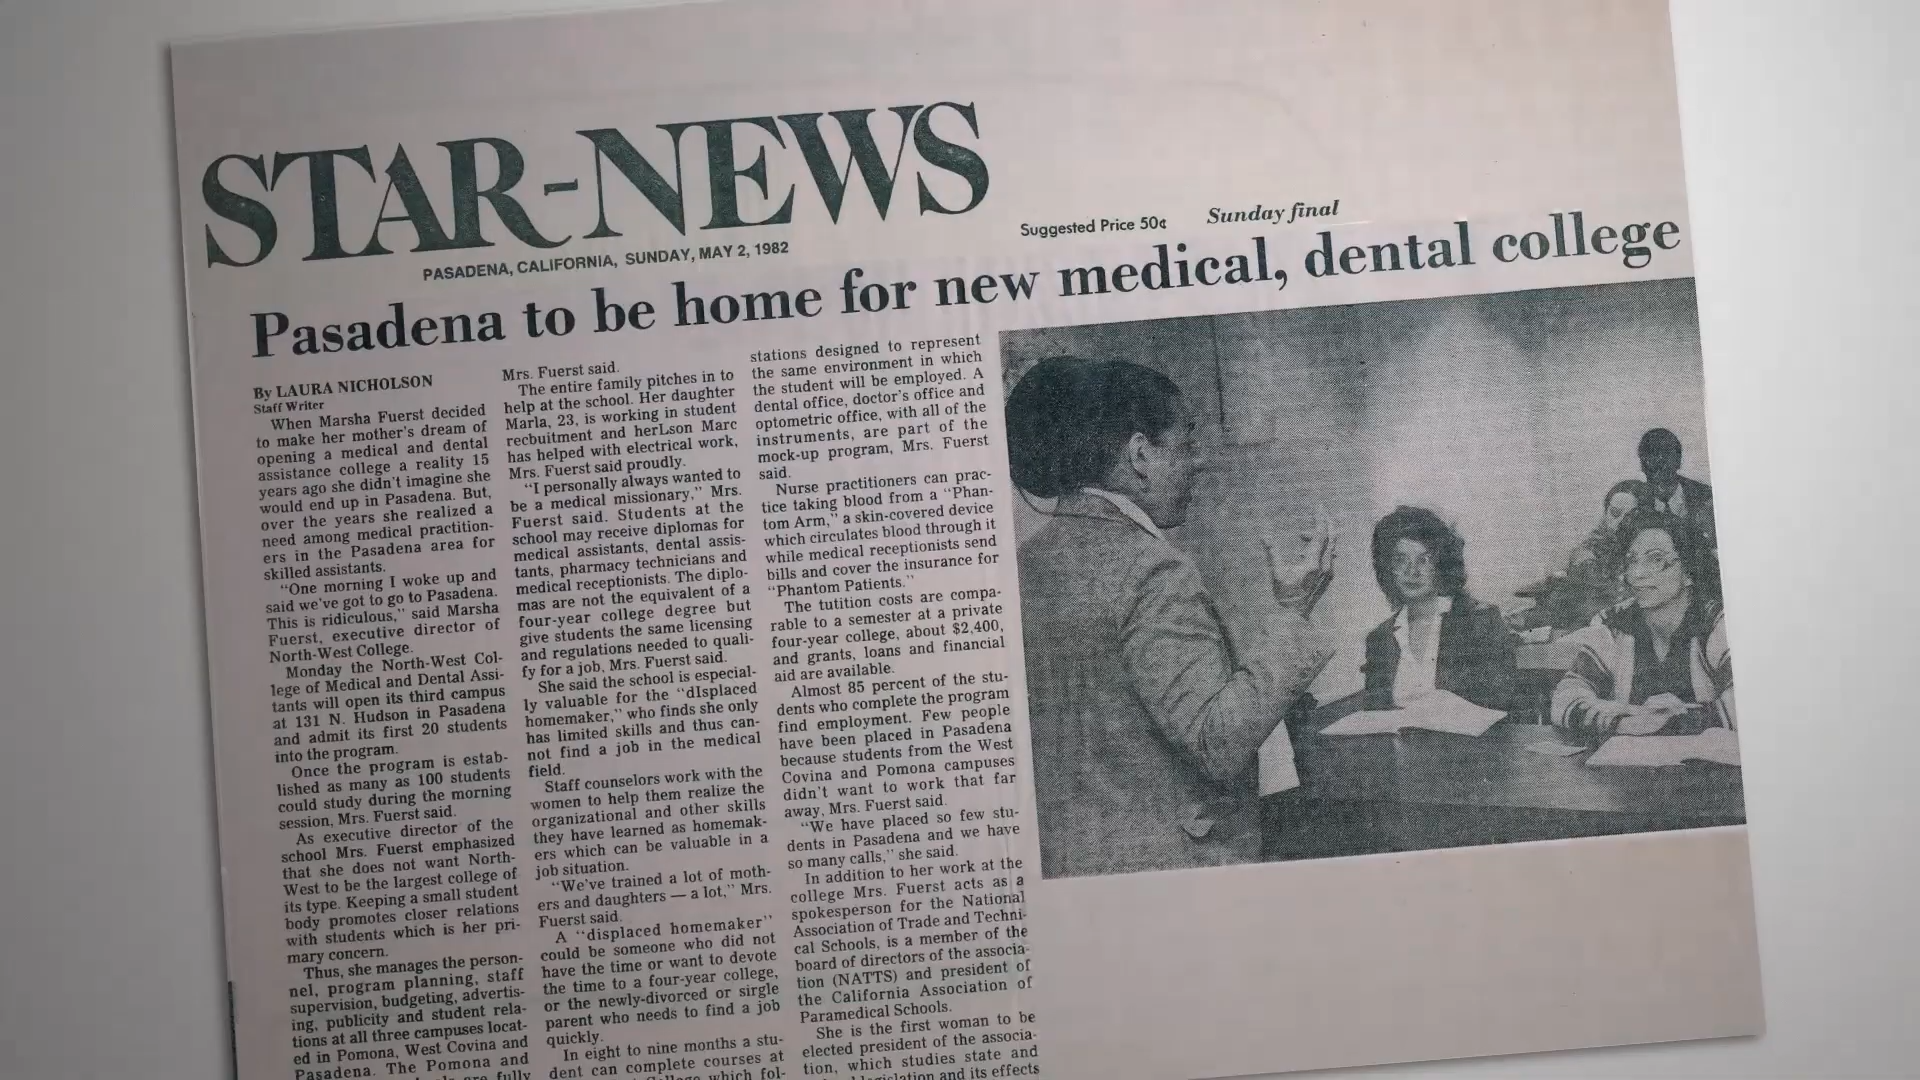 STAR-NEWS
PASADENA, CALIFORNIA, SUNDAY, MAY 2, 1982
Suggested Price 50¢
Sunday final
Pasadena to be home for new medical, dental college
By LAURA NICHOLSON
Staff Writer
When Marsha Fuerst decided
to make her mother's dream of
opening a medical and dental
assistance college a reality 15
years ago she didn't imagine she
would end up in Pasadena. But,
over the years she realized a
need among medical practition-
ers in the Pasadena area for
skilled assistants.
"One morning I woke up and
said we've got to go to Pasadena.
This is ridiculous," said Marsha
Fuerst, executive director of
North-West College.
Monday the North-West Col-
lege of Medical and Dental Assi-
tants will open its third campus
at 131 N. Hudson in Pasadena
and admit its first 20 students
into the program.
Once the program is estab-
lished as many as 100 students
could study during the morning
session, Mrs. Fuerst said.
As executive director of the
school Mrs. Fuerst emphasized
that she does not want North-
West to be the largest college of
its type. Keeping a small student
body promotes closer relations
with students which is her pri-
mary concern.
Thus, she manages the person-
nel, program planning, staff
supervision, budgeting, advertis-
ing, publicity and student rela-
tions at all three campuses locat-
ed in Pomona, West Covina and
Pasadena. The Pomona and
fully
Mrs. Fuerst said.
The entire family pitches in to
help at the school. Her daughter
Marla, 23, is working in student
recbuitment and herLson Marc
has helped with electrical work,
Mrs. Fuerst said proudly.
"I personally always wanted to
be a medical missionary," Mrs.
Fuerst said. Students at the
school may receive diplomas for
medical assistants, dental assis-
tants, pharmacy technicians and
medical receptionists. The diplo-
mas are not the equivalent of a
four-year college degree but
give students the same licensing
and regulations needed to quali-
fy for a job, Mrs. Fuerst said.
She said the school is especial-
ly valuable for the "dIsplaced
homemaker," who finds she only
has limited skills and thus can-
not find a job in the medical
field.
Staff counselors work with the
women to help them realize the
organizational and other skills
they have learned as homemak-
ers which can be valuable in a
job situation.
"We've trained a lot of moth-
ers and daughters — a lot," Mrs.
Fuerst said.
A "displaced homemaker"
could be someone who did not
have the time or want to devote
the time to a four-year college,
or the newly-divorced or sirgle
parent who needs to find a job
quickly.
In eight to nine months a stu-
dent can complete courses at
which fol-
stations designed to represent
the same environment in which
the student will be employed. A
dental office, doctor's office and
optometric office, with all of the
instruments, are part of the
mock-up program, Mrs. Fuerst
said.
Nurse practitioners can prac-
tice taking blood from a "Phan-
tom Arm," a skin-covered device
which circulates blood through it
while medical receptionists send
bills and cover the insurance for
"Phantom Patients."
The tutition costs are compa-
rable to a semester at a private
four-year college, about $2,400,
and grants, loans and financial
aid are available.
Almost 85 percent of the stu-
dents who complete the program
find employment. Few people
have been placed in Pasadena
because students from the West
Covina and Pomona campuses
didn't want to work that far
away, Mrs. Fuerst said.
"We have placed so few stu-
dents in Pasadena and we have
so many calls," she said.
In addition to her work at the
college Mrs. Fuerst acts as a
spokesperson for the National
Association of Trade and Techni-
cal Schools, is a member of the
board of directors of the associa-
tion (NATTS) and president of
the California Association of
Paramedical Schools.
She is the first woman to be
elected president of the associa-
tion, which studies state and
legislation and its effects